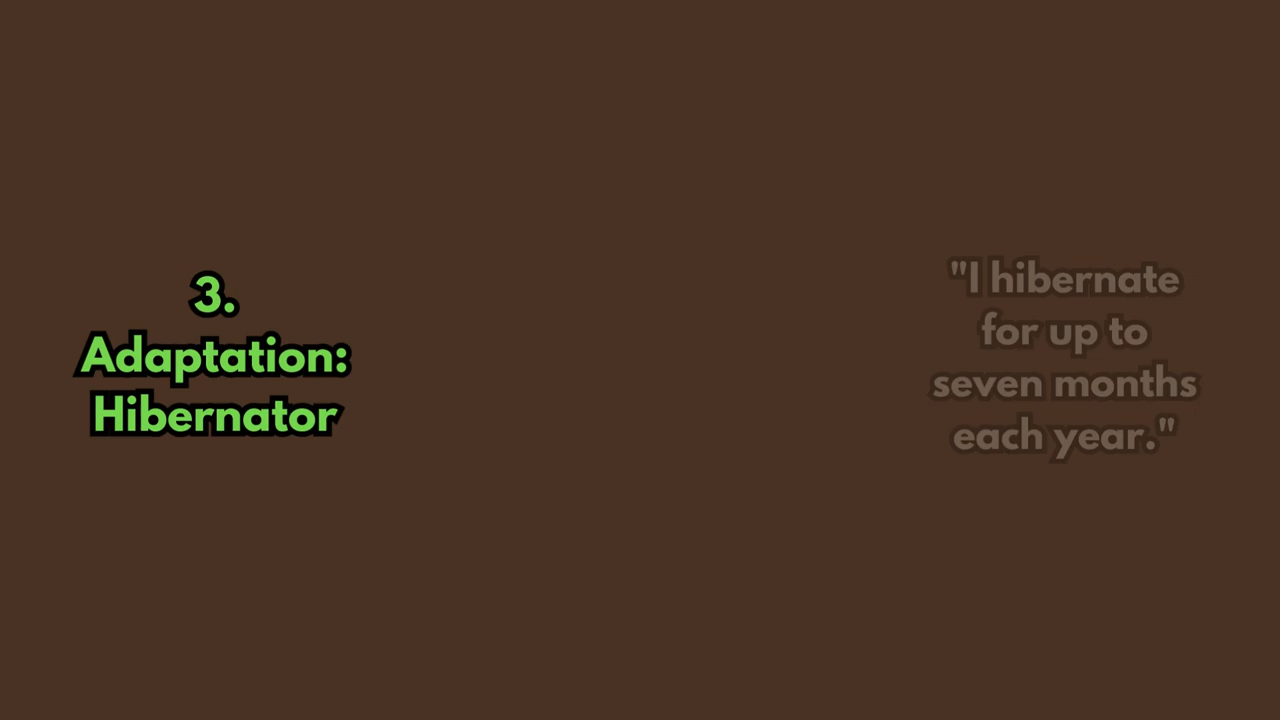 3.
Adaptation:
Hibernator
"I hibernate
for up to
seven months
each year."